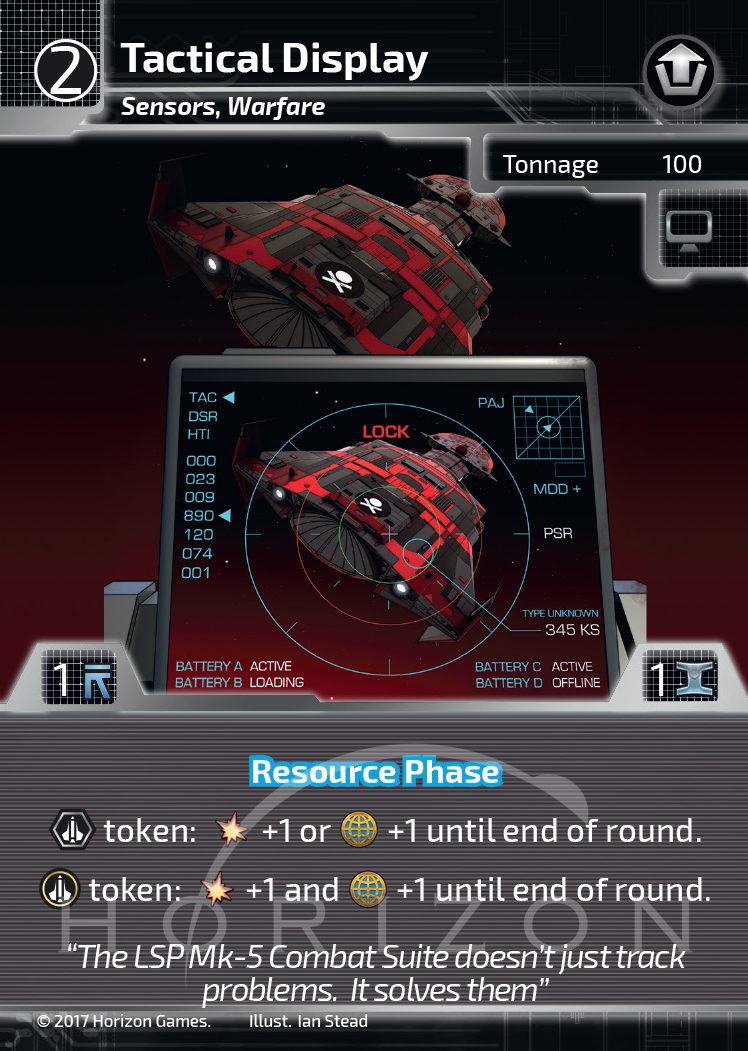 2
Tactical Display
Sensors, Warfare
Tonnage 100
TAC
DSR
HTI
000
023
009
890
120
074
001
LOCK
PAJ
MDD +
PSR
TYPE UNKNOWN
345 KS
BATTERY A ACTIVE
BATTERY B LOADING
BATTERY C ACTIVE
BATTERY D OFFLINE
1
1
Resource Phase
token: +1 or +1 until end of round.
token: +1 and +1 until end of round.
HORIZON
“The LSP Mk-5 Combat Suite doesn’t just track
problems. It solves them”
© 2017 Horizon Games. Illust. Ian Stead